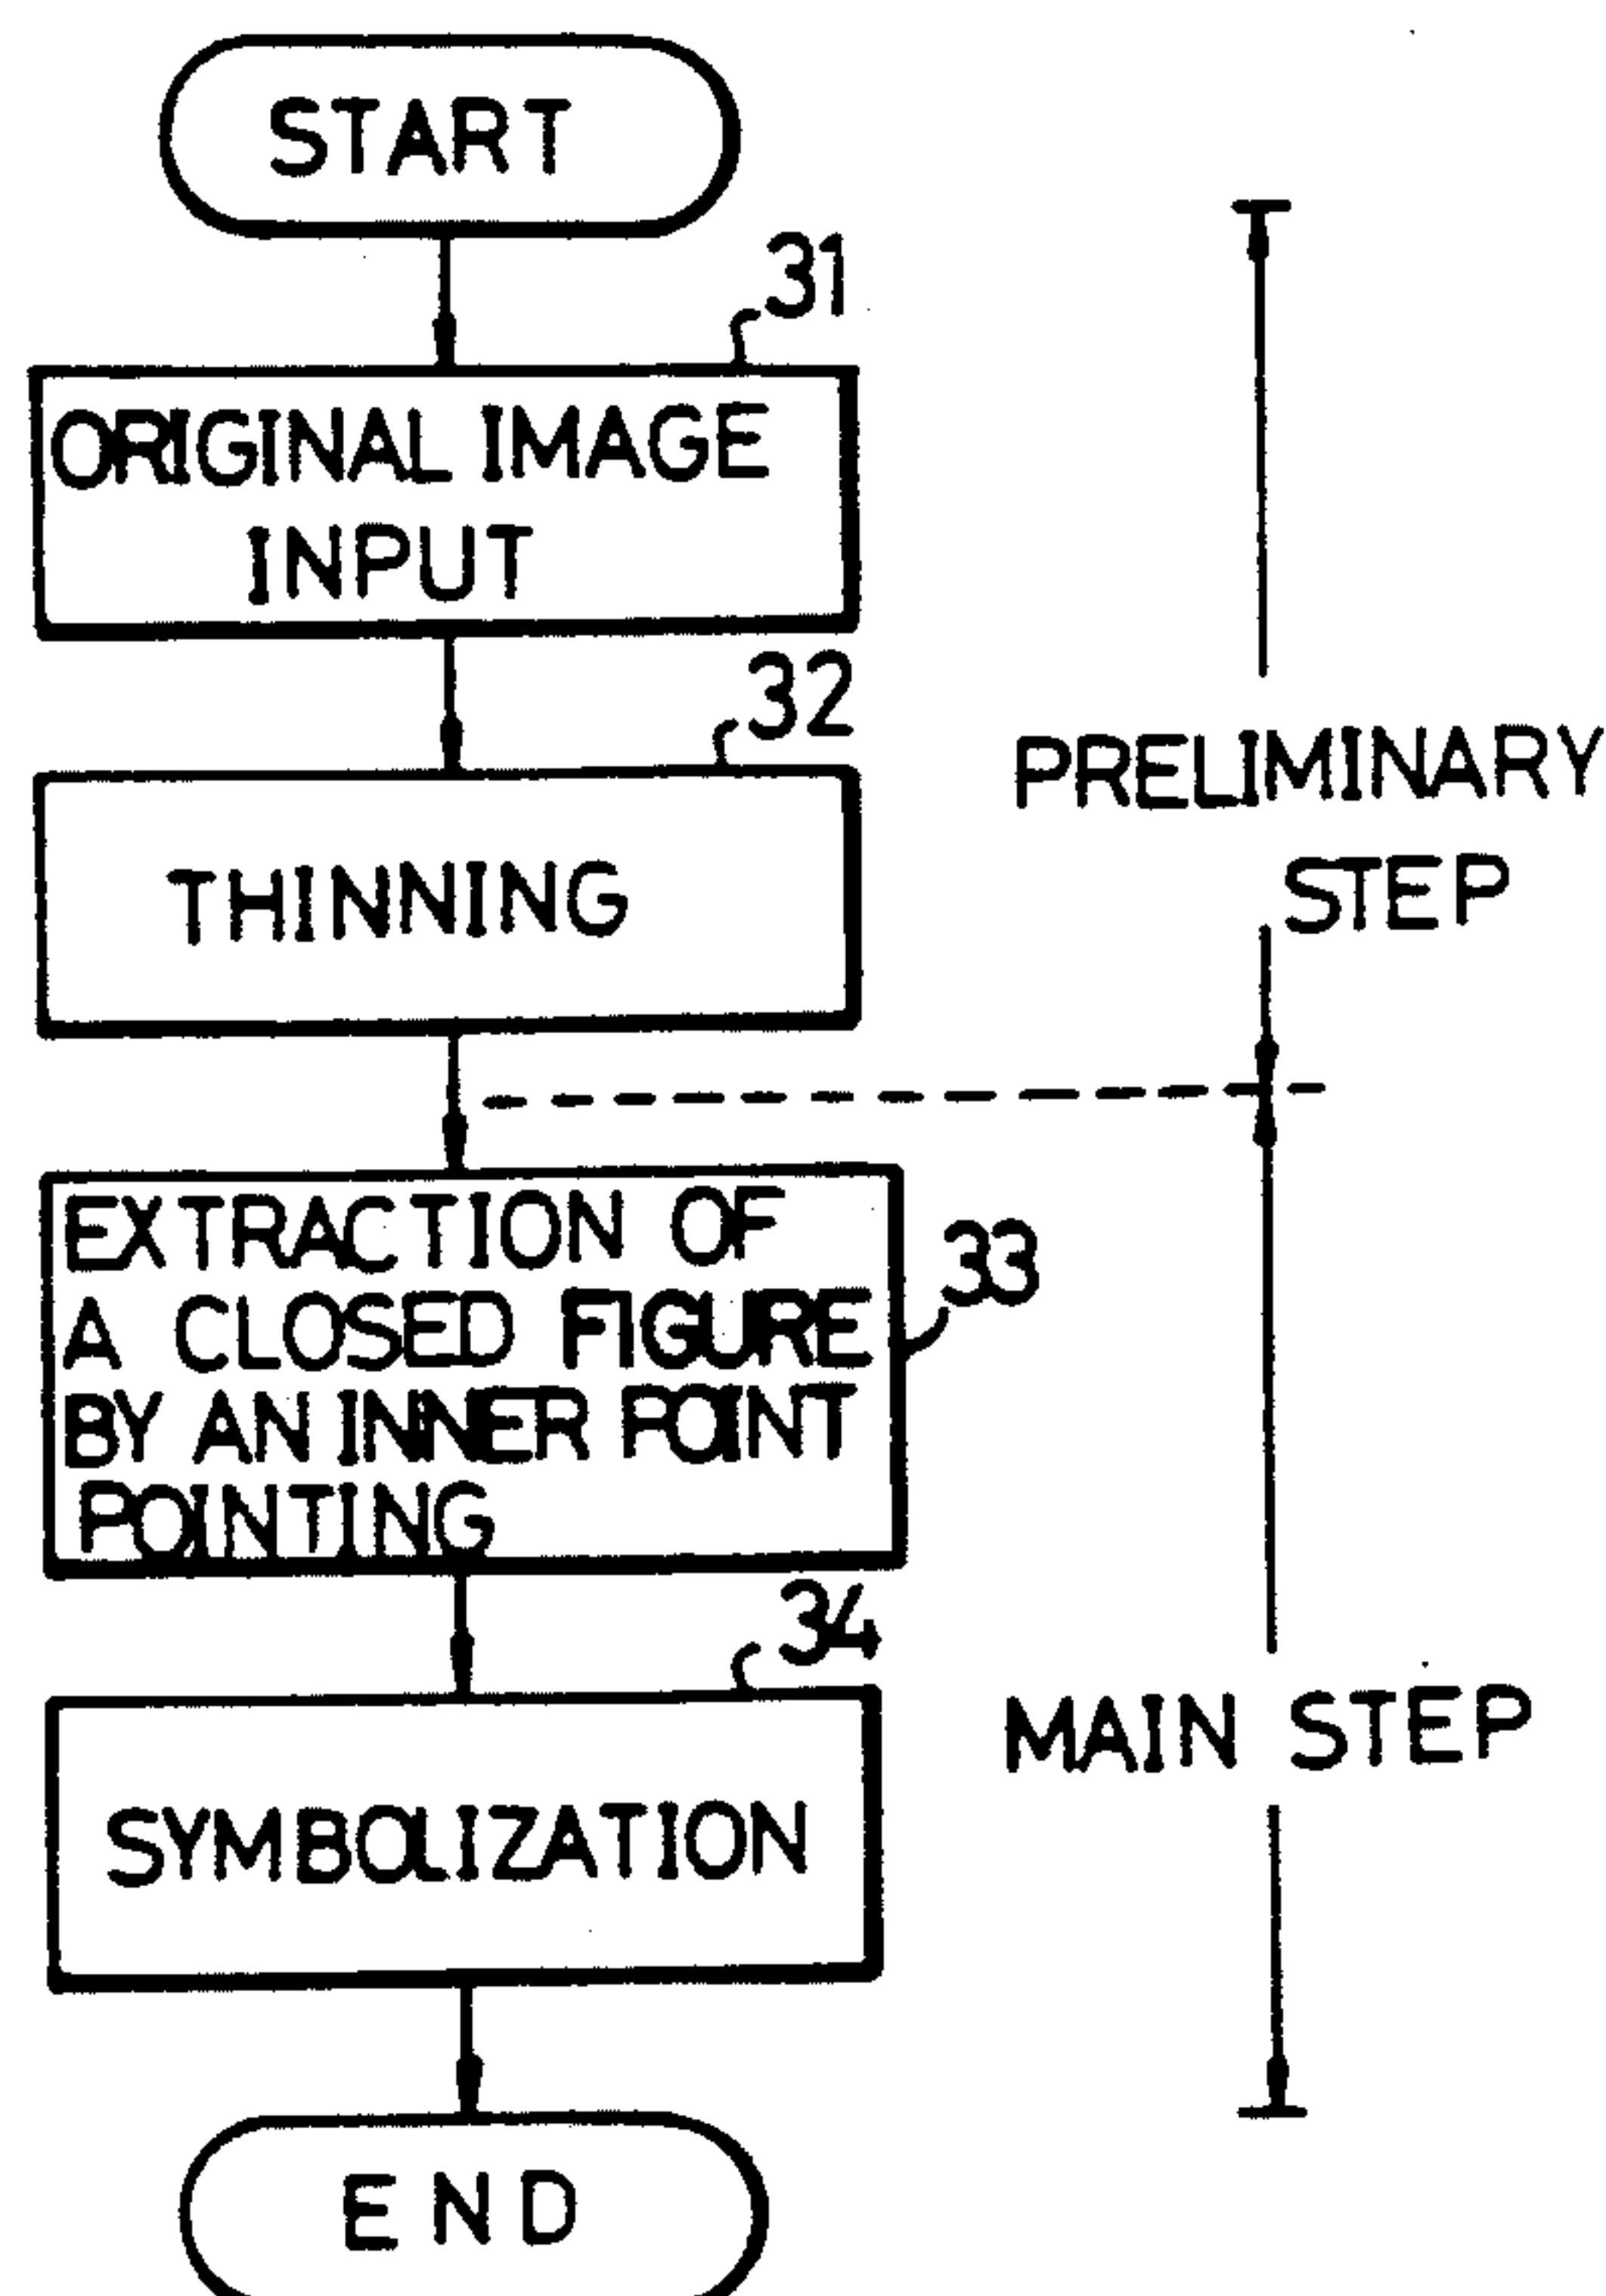 START
31
ORIGINAL IMAGE
INPUT
32
THINNING
PRELIMINARY
STEP
EXTRACTION OF
A CLOSED FIGURE
BY AN INNER POINT
POINTING
33
34
SYMBOLIZATION
MAIN STEP
END